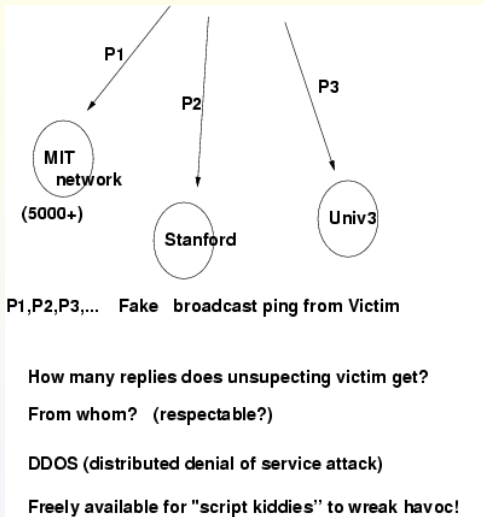 P1
P2
P3
MIT
network
(5000+)
Stanford
Univ3
P1,P2,P3,... Fake broadcast ping from Victim
How many replies does unsupecting victim get?
From whom? (respectable?)
DDOS (distributed denial of service attack)
Freely available for "script kiddies’’ to wreak havoc!